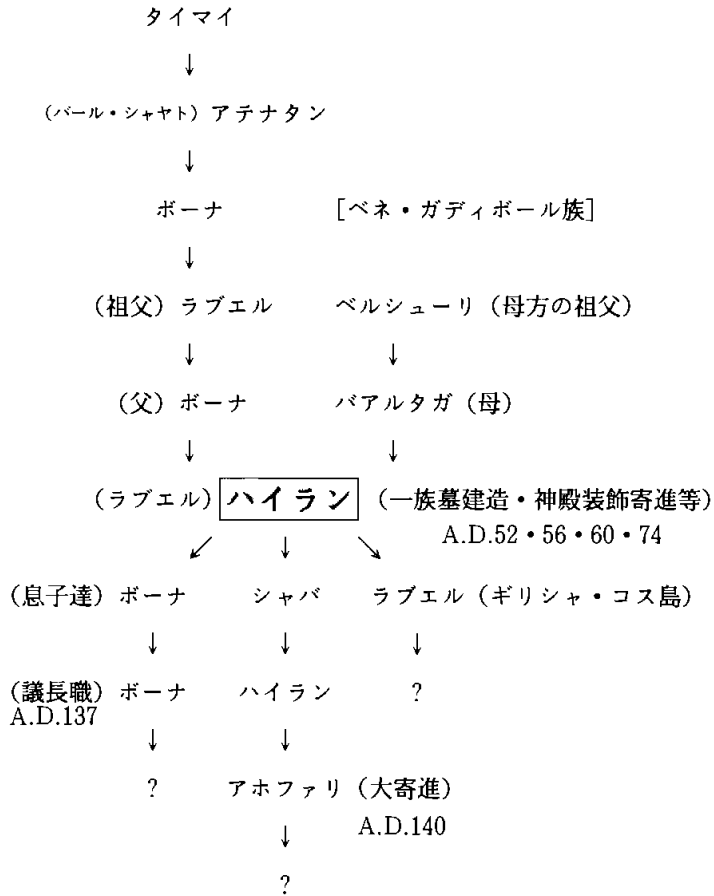 タイマイ
↓
（バール・シャヤト）アテナタン
↓
ボーナ ［ベネ・ガディボール族］
↓
（祖父）ラブエル ベルシューリ（母方の祖父）
↓ ↓
（父）ボーナ バアルタガ（母）
↓ ↓
（ラブエル）ハイラン（一族墓建造・神殿装飾寄進等）
A.D.52・56・60・74
↙ ↓ ↘
（息子達）ボーナ シャバ ラブエル（ギリシャ・コス島）
↓ ↓ ↓
（議長職）ボーナ ハイラン ?
A.D.137
↓ ↓
? アホファリ（大寄進）
↓ A.D.140
?